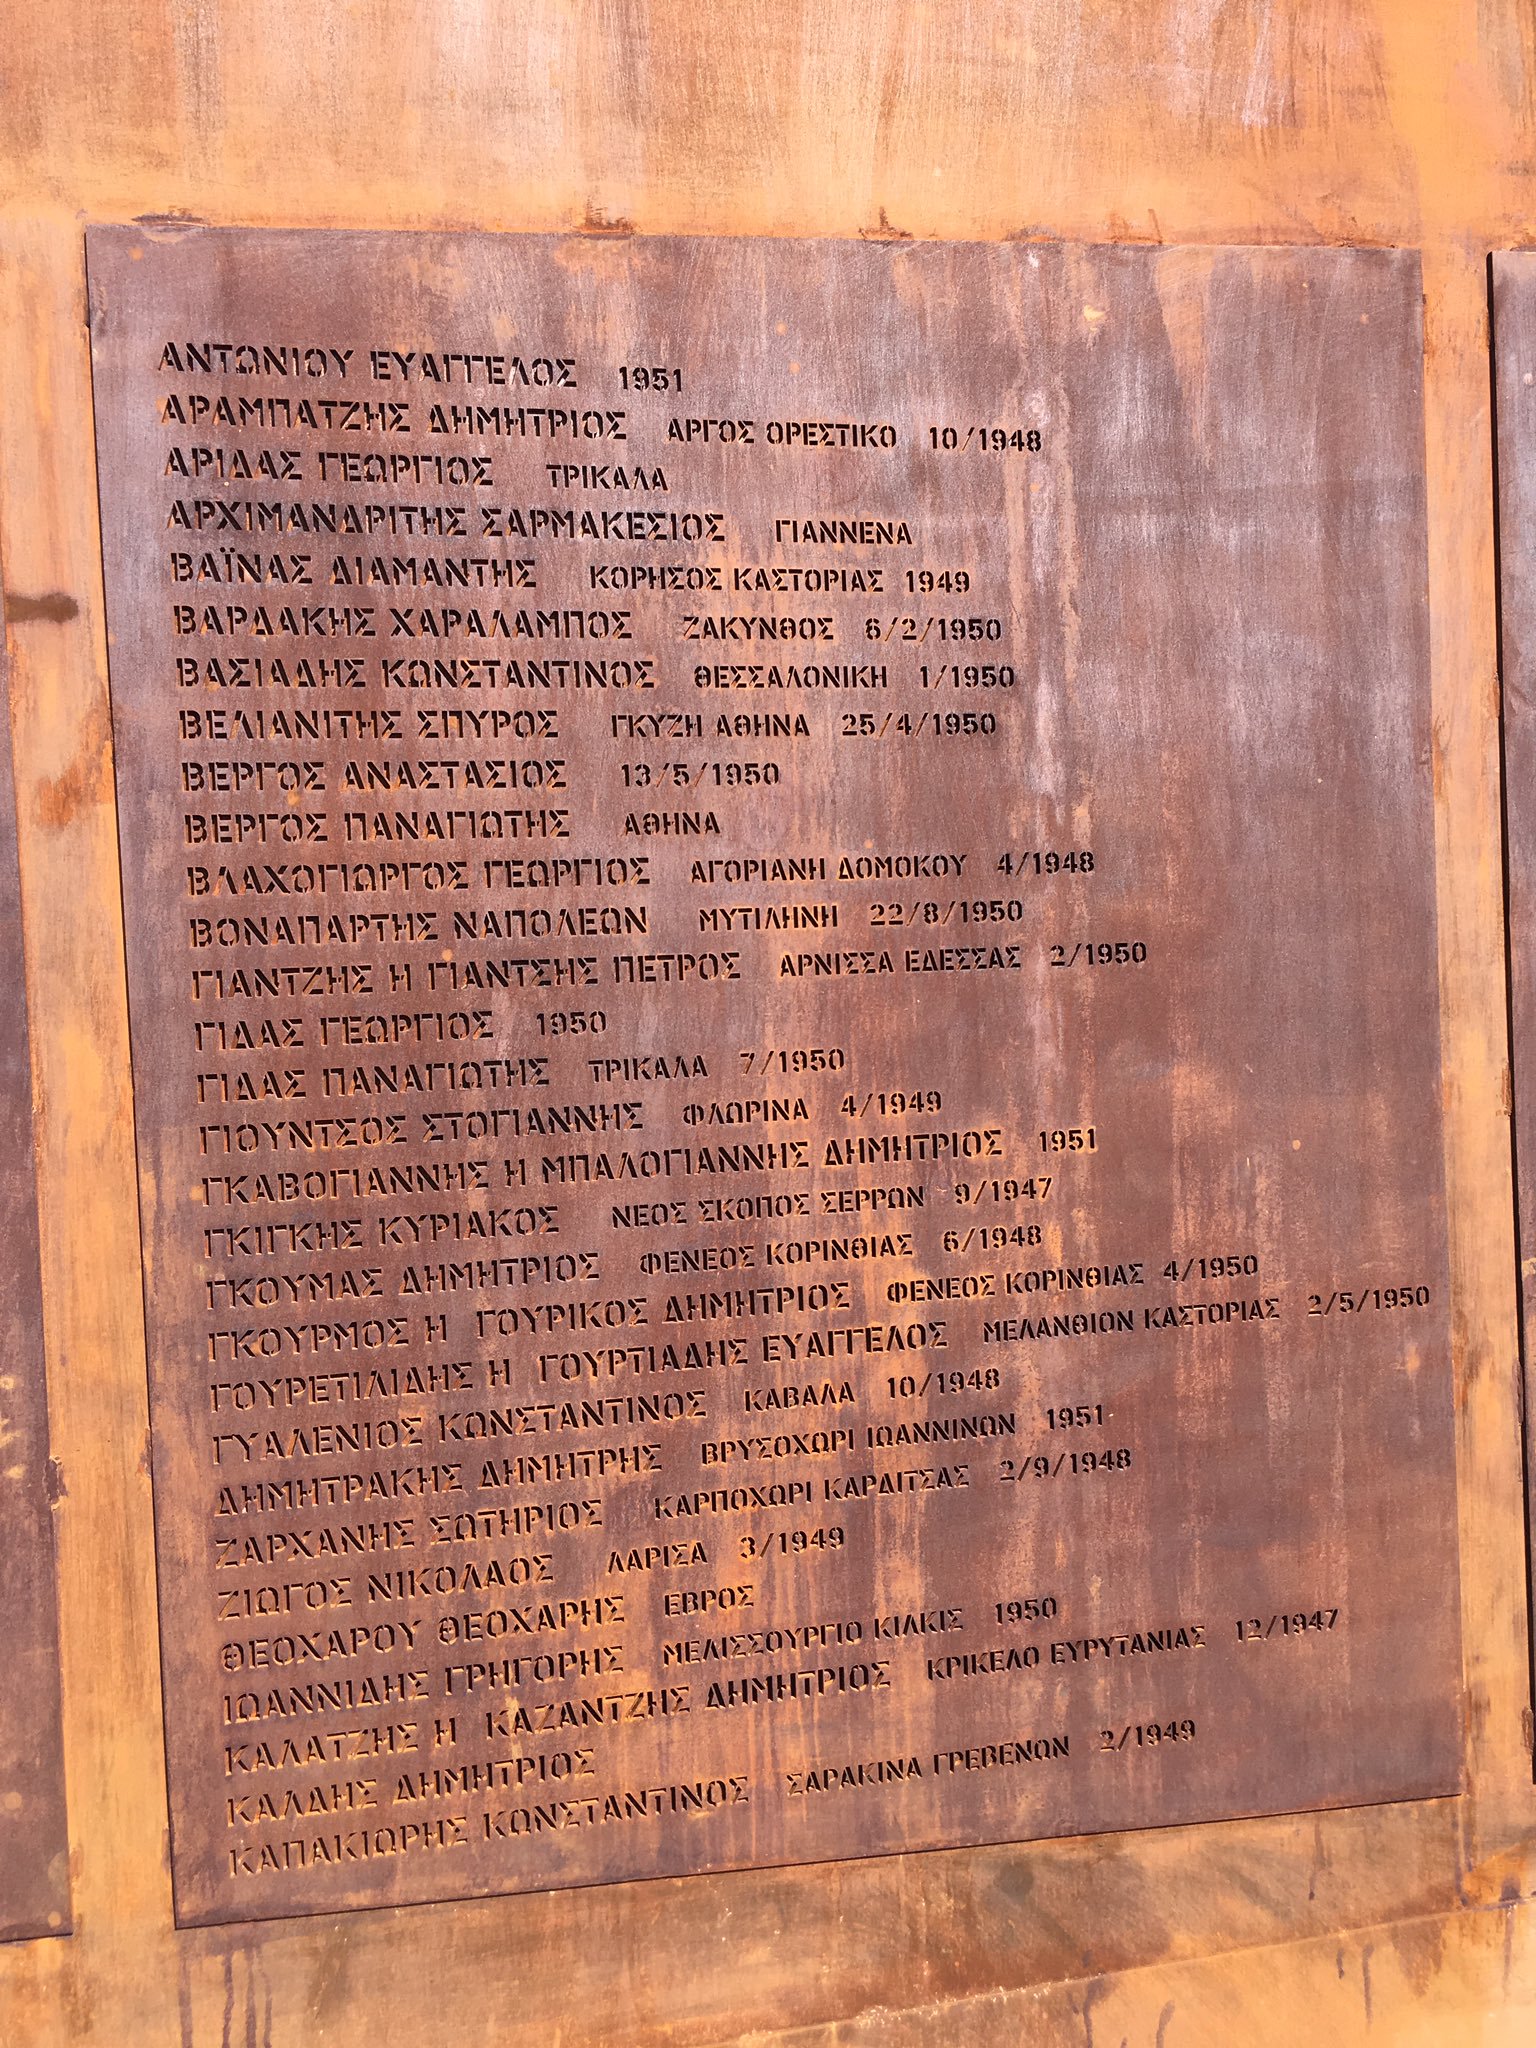 ΑΝΤΩΝΙΟΥ ΕΥΑΓΓΕΛΟΣ 1951
ΑΡΑΜΠΑΤΖΗΣ ΔΗΜΗΤΡΙΟΣ ΑΡΓΟΣ ΟΡΕΣΤΙΚΟ 10/1948
ΑΡΙΔΑΣ ΓΕΩΡΓΙΟΣ ΤΡΙΚΑΛΑ
ΑΡΧΙΜΑΝΔΡΙΤΗΣ ΣΑΡΜΑΚΕΣΙΟΣ ΓΙΑΝΝΕΝΑ
ΒΑΪΝΑΣ ΔΙΑΜΑΝΤΗΣ ΚΟΡΗΣΟΣ ΚΑΣΤΟΡΙΑΣ 1949
ΒΑΡΔΑΚΗΣ ΧΑΡΑΛΑΜΠΟΣ ΖΑΚΥΝΘΟΣ 6/2/1950
ΒΑΣΙΑΔΗΣ ΚΩΝΣΤΑΝΤΙΝΟΣ ΘΕΣΣΑΛΟΝΙΚΗ 1/1950
ΒΕΛΙΑΝΙΤΗΣ ΣΠΥΡΟΣ ΓΚΥΖΗ ΑΘΗΝΑ 25/4/1950
ΒΕΡΓΟΣ ΑΝΑΣΤΑΣΙΟΣ 13/5/1950
ΒΕΡΓΟΣ ΠΑΝΑΓΙΩΤΗΣ ΑΘΗΝΑ
ΒΛΑΧΟΓΙΩΡΓΟΣ ΓΕΩΡΓΙΟΣ ΑΓΟΡΙΑΝΗ ΔΟΜΟΚΟΥ 4/1948
ΒΟΝΑΠΑΡΤΗΣ ΝΑΠΟΛΕΩΝ ΜΥΤΙΛΗΝΗ 22/8/1950
ΓΙΑΝΤΖΗΣ Η ΓΙΑΝΤΣΗΣ ΠΕΤΡΟΣ ΑΡΝΙΣΣΑ ΕΔΕΣΣΑΣ 2/1950
ΓΙΔΑΣ ΓΕΩΡΓΙΟΣ 1950
ΓΙΔΑΣ ΠΑΝΑΓΙΩΤΗΣ ΤΡΙΚΑΛΑ 7/1950
ΓΙΟΥΝΤΣΟΣ ΣΤΟΓΙΑΝΝΗΣ ΦΛΩΡΙΝΑ 4/1949
ΓΚΑΒΟΓΙΑΝΝΗΣ Η ΜΠΑΛΟΓΙΑΝΝΗΣ ΔΗΜΗΤΡΙΟΣ 1951
ΓΚΙΓΚΗΣ ΚΥΡΙΑΚΟΣ ΝΕΟΣ ΣΚΟΠΟΣ ΣΕΡΡΩΝ 9/1947
ΓΚΟΥΜΑΣ ΔΗΜΗΤΡΙΟΣ ΦΕΝΕΟΣ ΚΟΡΙΝΘΙΑΣ 6/1948
ΓΚΟΥΡΜΟΣ Η ΓΟΥΡΙΚΟΣ ΔΗΜΗΤΡΙΟΣ ΦΕΝΕΟΣ ΚΟΡΙΝΘΙΑΣ 4/1950
ΓΟΥΡΕΤΙΛΙΔΗΣ Η ΓΟΥΡΤΙΑΔΗΣ ΕΥΑΓΓΕΛΟΣ ΜΕΛΑΝΘΙΟΝ ΚΑΣΤΟΡΙΑΣ 2/5/1950
ΓΥΑΛΕΝΙΟΣ ΚΩΝΣΤΑΝΤΙΝΟΣ ΚΑΒΑΛΑ 10/1948
ΔΗΜΗΤΡΑΚΗΣ ΔΗΜΗΤΡΗΣ ΒΡΥΣΟΧΩΡΙ ΙΩΑΝΝΙΝΩΝ 1951
ΖΑΡΧΑΝΗΣ ΣΩΤΗΡΙΟΣ ΚΑΡΠΟΧΩΡΙ ΚΑΡΔΙΤΣΑΣ 2/9/1948
ΖΙΩΓΟΣ ΝΙΚΟΛΑΟΣ ΛΑΡΙΣΑ 3/1949
ΘΕΟΧΑΡΟΥ ΘΕΟΧΑΡΗΣ ΕΒΡΟΣ
ΙΩΑΝΝΙΔΗΣ ΓΡΗΓΟΡΗΣ ΜΕΛΙΣΣΟΥΡΓΙΟ ΚΙΛΚΙΣ 1950
ΚΑΛΑΤΖΗΣ Η ΚΑΖΑΝΤΖΗΣ ΔΗΜΗΤΡΙΟΣ ΚΡΙΚΕΛΟ ΕΥΡΥΤΑΝΙΑΣ 12/1947
ΚΑΛΔΗΣ ΔΗΜΗΤΡΙΟΣ
ΚΑΠΑΚΙΩΡΗΣ ΚΩΝΣΤΑΝΤΙΝΟΣ ΣΑΡΑΚΙΝΑ ΓΡΕΒΕΝΩΝ 2/1949